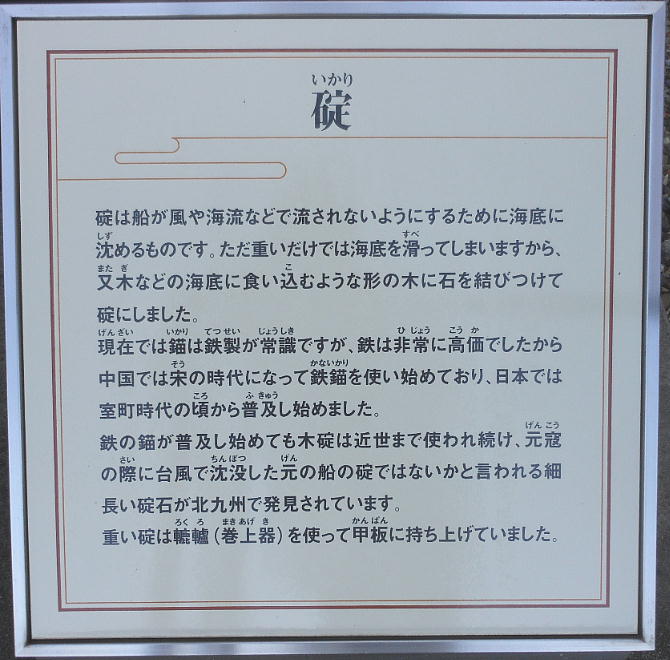 いかり
碇
碇は船が風や海流などで流されないようにするために海底に
しず すべ
沈めるものです。ただ重いだけでは海底を滑ってしまいますから、
また ぎ こ
又木などの海底に食い込むような形の木に石を結びつけて
碇にしました。
げんざい いかり てつせい じょうしき ひ じょう こう か
現在では錨は鉄製が常識ですが、鉄は非常に高価でしたから
そう かないかり
中国では宋の時代になって鉄錨を使い始めており、日本では
ころ ふ きゅう
室町時代の頃から普及し始めました。
げん こう
鉄の錨が普及し始めても木碇は近世まで使われ続け、元寇
さい ちんぼつ げん
の際に台風で沈没した元の船の碇ではないかと言われる細
長い碇石が北九州で発見されています。
ろく ろ まき あげ き かん ぱん
重い碇は轆轤(巻上器)を使って甲板に持ち上げていました。